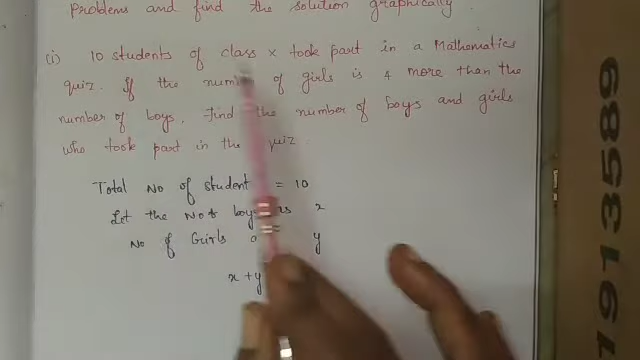 problems and find the solution graphically.
(i) 10 students of class x took part in a Mathematics
quiz. If the number of girls is 4 more than the
number of boys. Find the number of boys and girls
who took part in the quiz.
Total No of student = 10
Let the No of boys is x
No of Grirls y
x+y
1913589